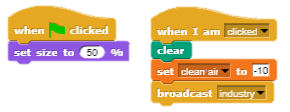 when clicked
set size to 50 %
when I am clicked
clear
set clean air to -10
broadcast industry